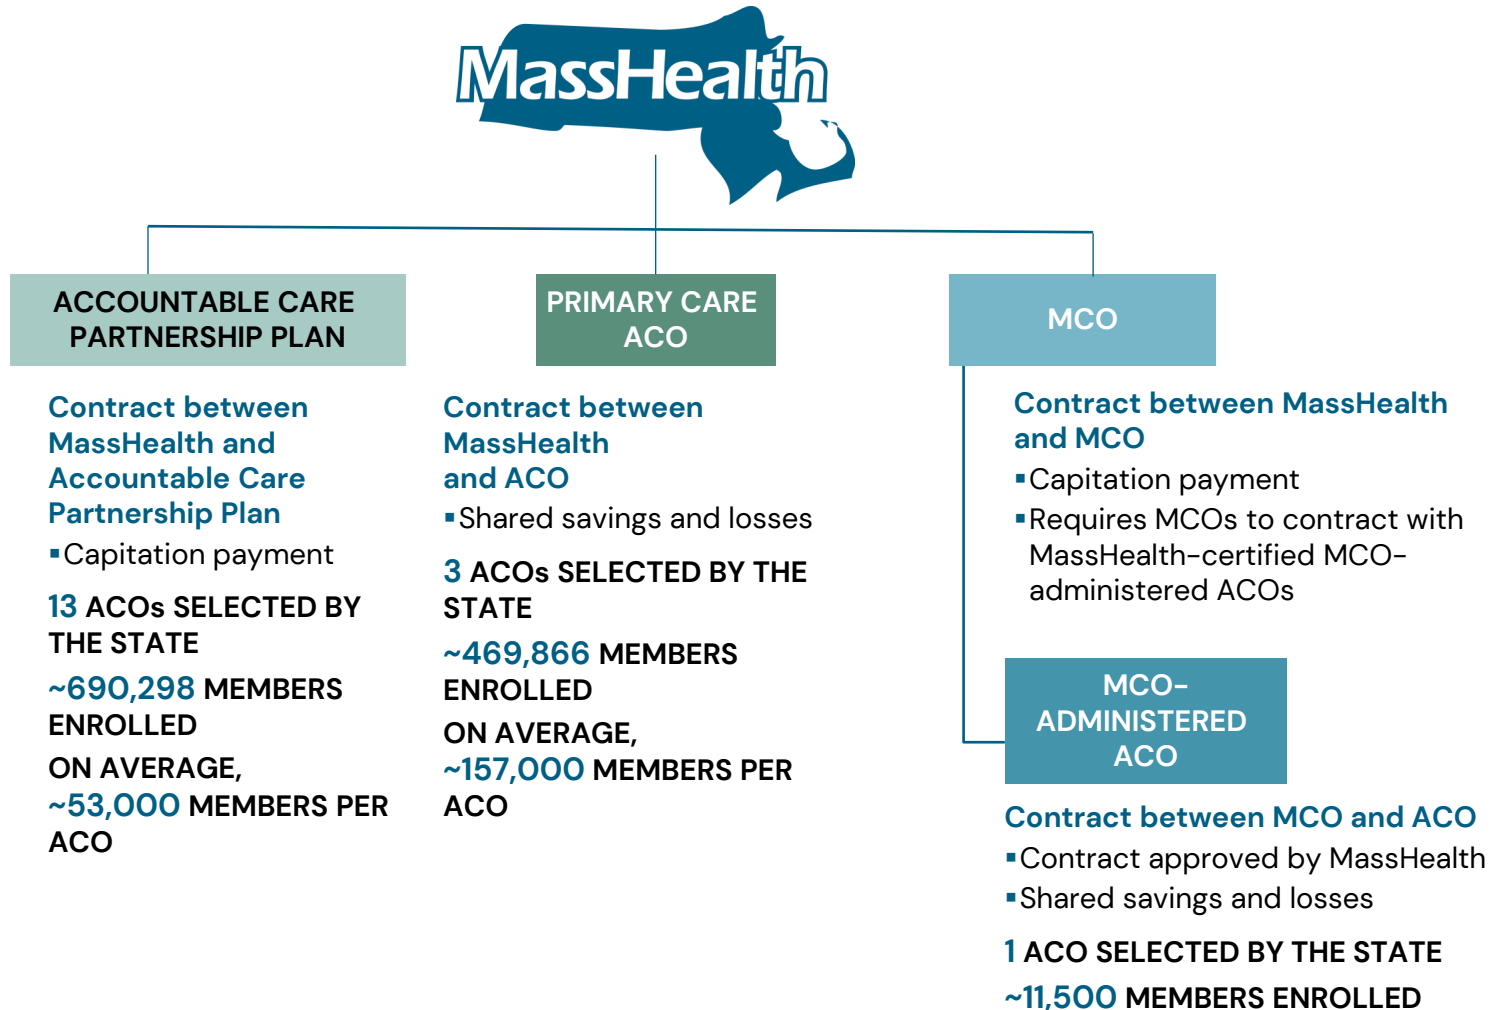 MassHealth
ACCOUNTABLE CARE
PARTNERSHIP PLAN
Contract between
MassHealth and
Accountable Care
Partnership Plan
▪Capitation payment
13 ACOs SELECTED BY
THE STATE
~690,298 MEMBERS
ENROLLED
ON AVERAGE,
~53,000 MEMBERS PER
ACO
PRIMARY CARE
ACO
Contract between
MassHealth
and ACO
▪Shared savings and losses
3 ACOs SELECTED BY THE
STATE
~469,866 MEMBERS
ENROLLED
ON AVERAGE,
~157,000 MEMBERS PER
ACO
MCO
Contract between MassHealth
and MCO
▪Capitation payment
▪Requires MCOs to contract with
MassHealth-certified MCO-
administered ACOs
MCO-
ADMINISTERED
ACO
Contract between MCO and ACO
▪Contract approved by MassHealth
▪Shared savings and losses
1 ACO SELECTED BY THE STATE
~11,500 MEMBERS ENROLLED